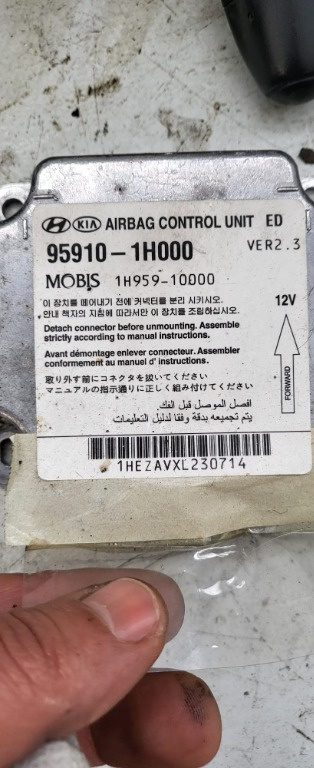 HYUNDAI KIA AIRBAG CONTROL UNIT ED
95910-1H000 VER2.3
MOBIS 1H959-10000
이 장치를 떼어내기 전에 커넥터를 분리 시키시오.
안내 책자의 지침에 따라서만 이 장치를 조립하십시오.
12V
Detach connector before unmounting. Assemble
strictly according to manual instructions.
Avant démontage enlever connecteur. Assembler
conformement au manuel d' instructions.
取り外す前にコネクタを抜いてください
マニュアルの指示通りに正しく組み付けてください
افصل الموصل قبل الفك.
يتم تجميعه بدقة وفقا لدليل التعليمات
FORWARD
1HEZAVXL230714